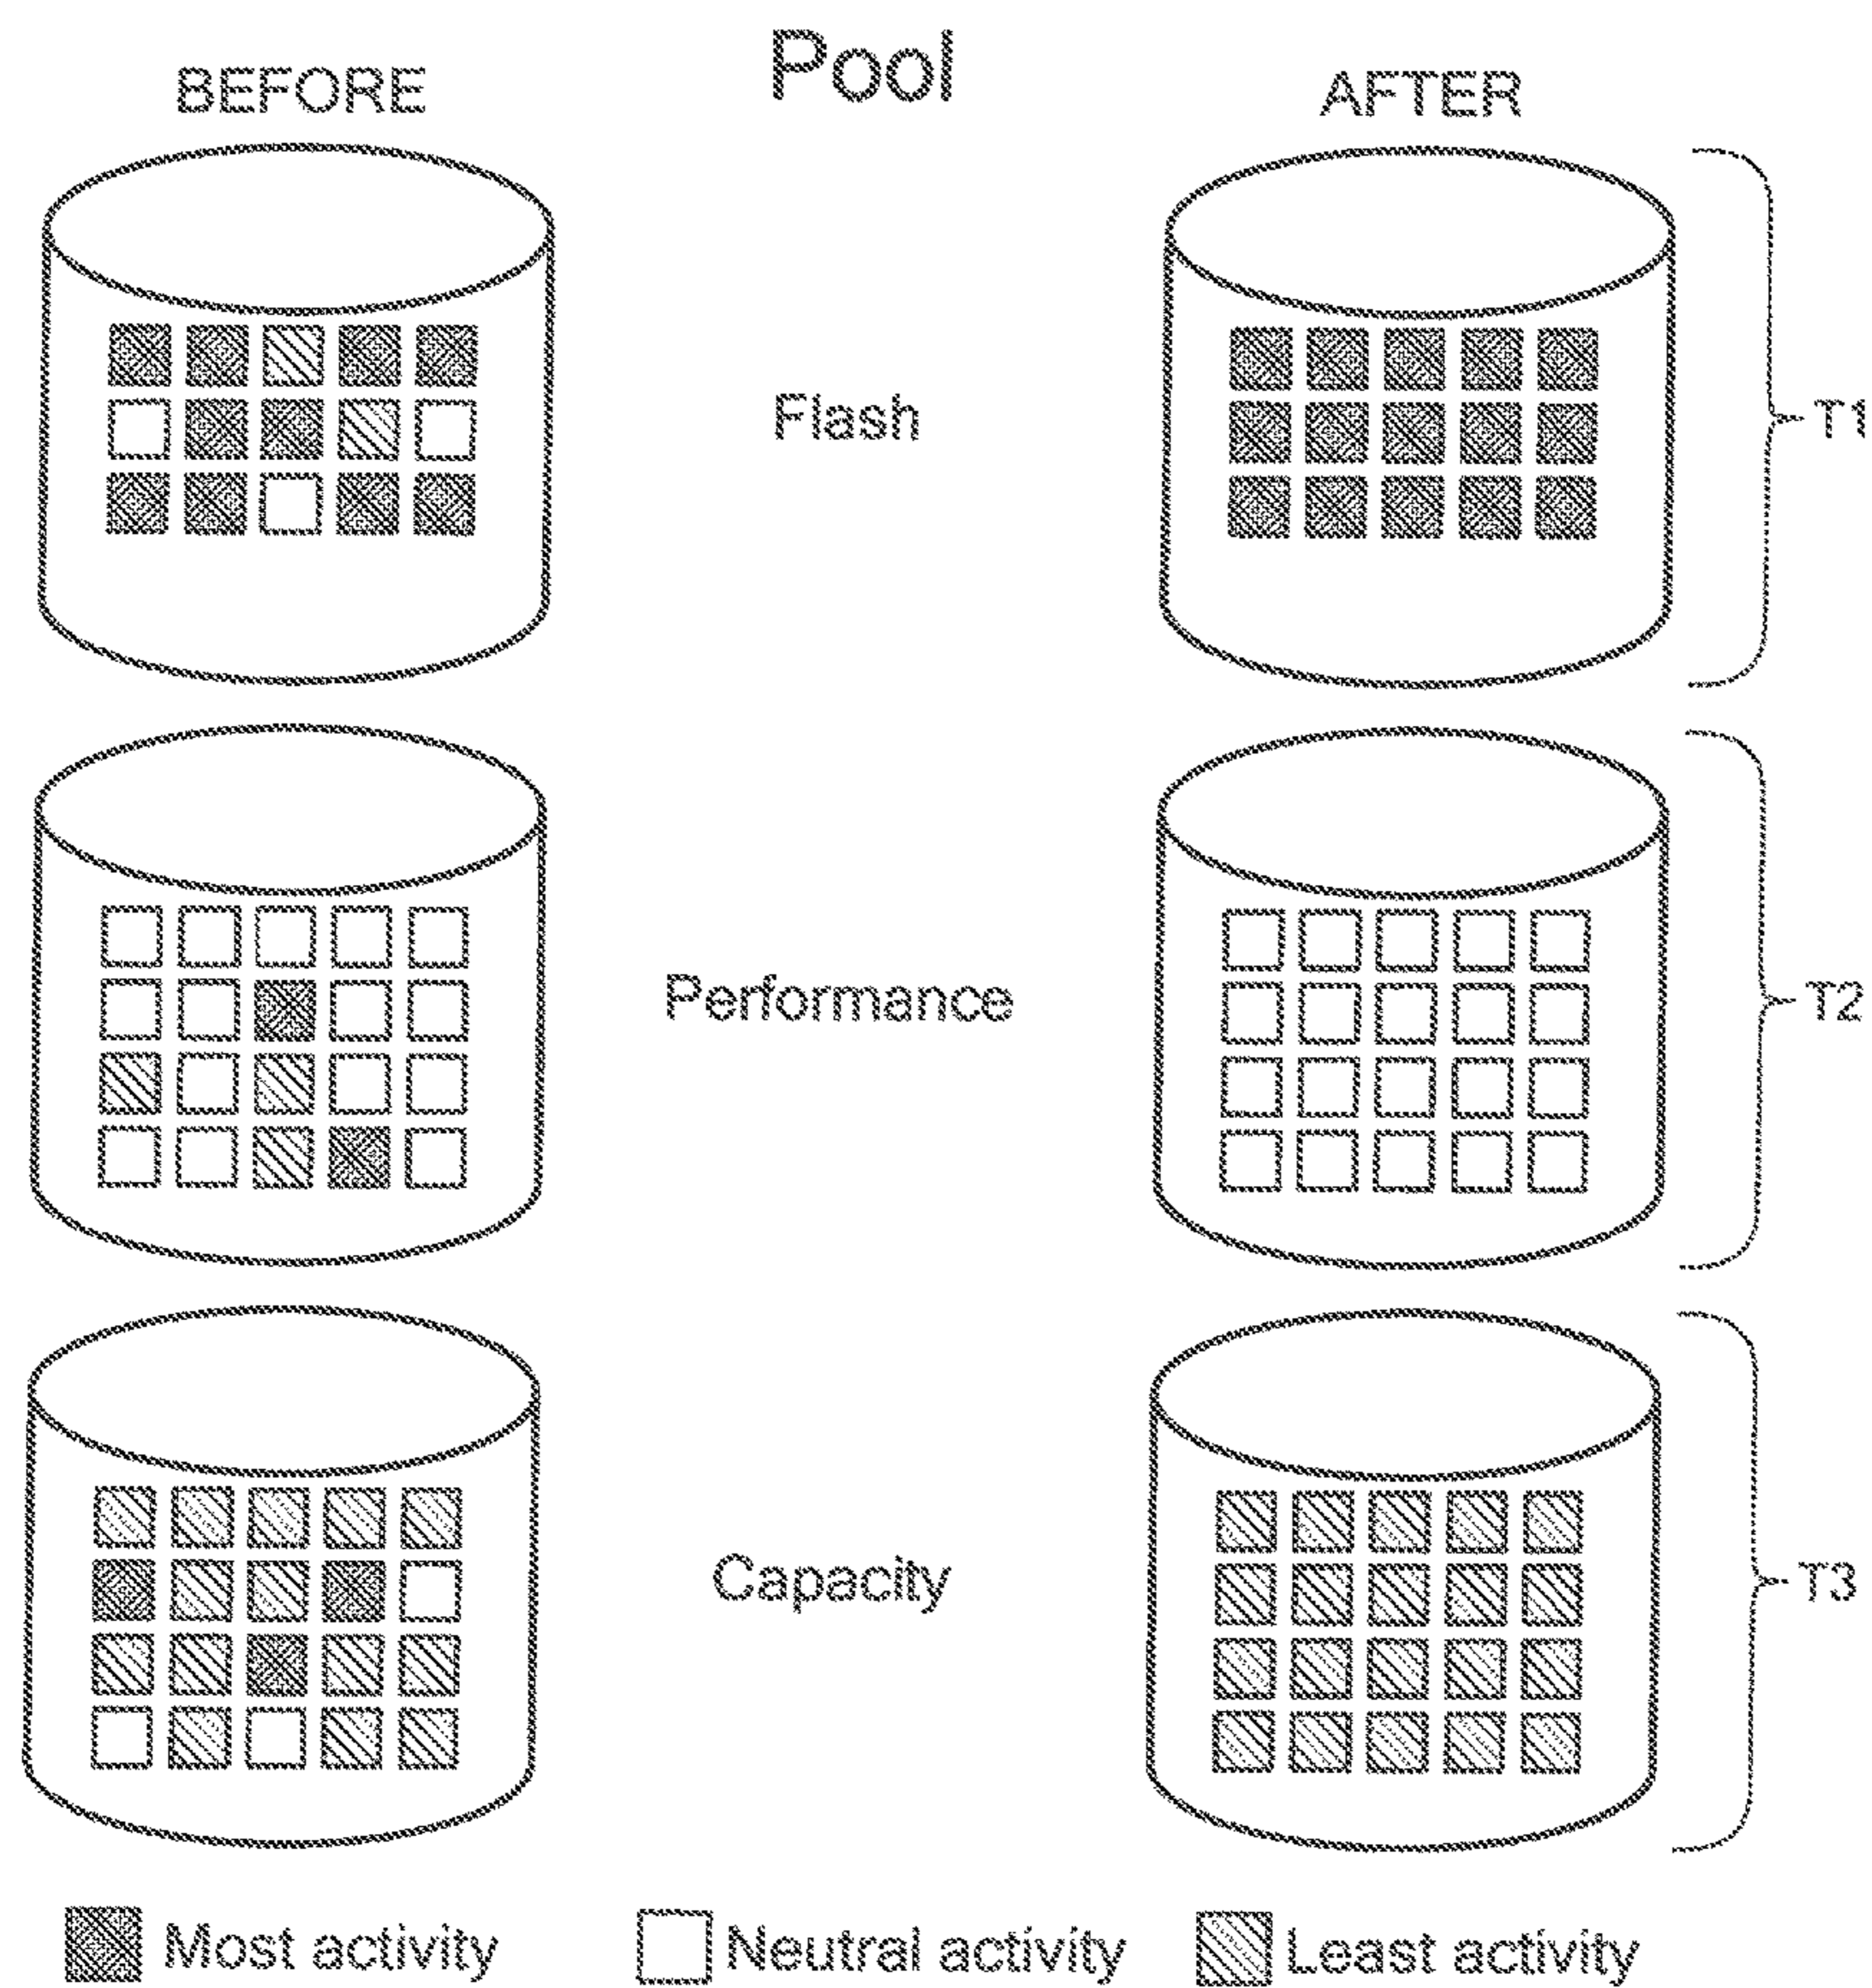 Pool
BEFORE
AFTER
Flash
T1
Performance
T2
Capacity
T3
Most activity
Neutral activity
Least activity